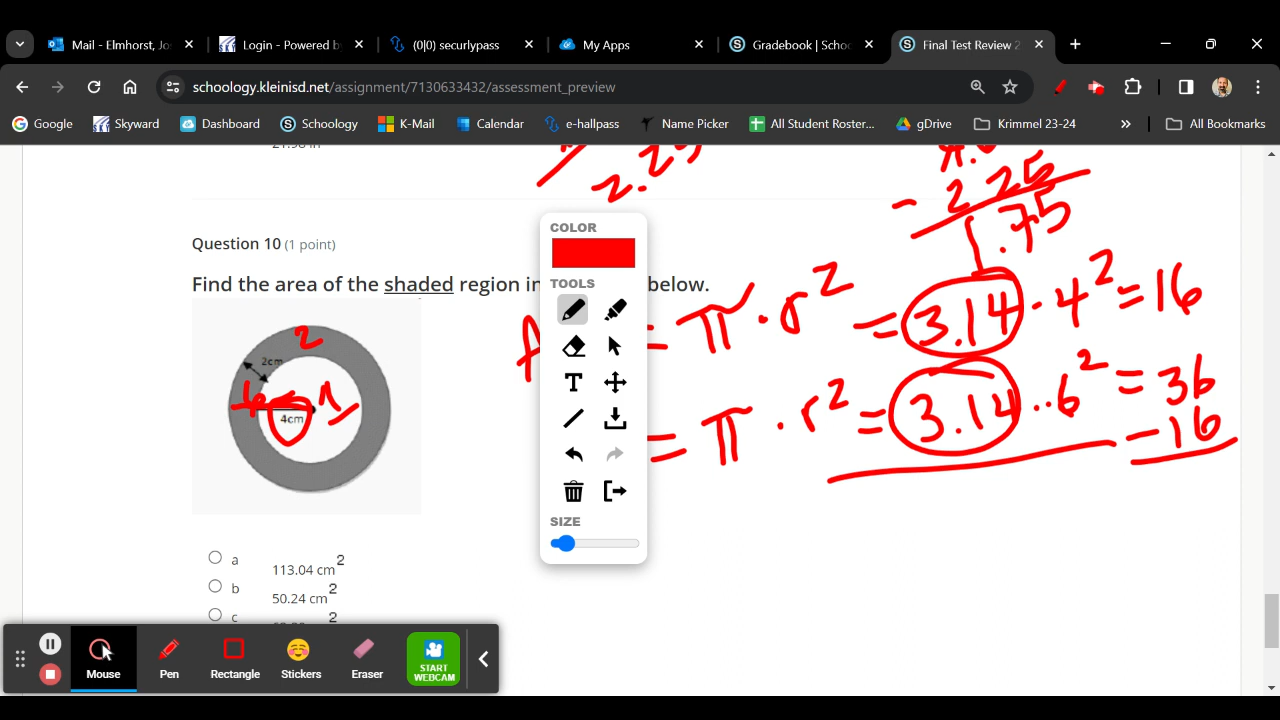 Mail - Elmhorst, Jo
Login - Powered b
(0|0) securlypass
My Apps
Gradebook | Schoo
Final Test Review 2
schoology.kleinisd.net/assignment/7130633432/assessment_preview
Google
Skyward
Dashboard
Schoology
K-Mail
Calendar
e-hallpass
Name Picker
All Student Roster...
gDrive
Krimmel 23-24
»
All Bookmarks
2.25
- 2 25
1.75
Question 10 (1 point)
Find the area of the shaded region in below.
COLOR
TOOLS
T
SIZE
A = π · r² = 3.14 · 4² = 16
= π · r² = 3.14 · · 6² = 36
- 16
2
2cm
4cm
a 113.04 cm²
b 50.24 cm²
c
Mouse
Pen
Rectangle
Stickers
Eraser
START
WEBCAM